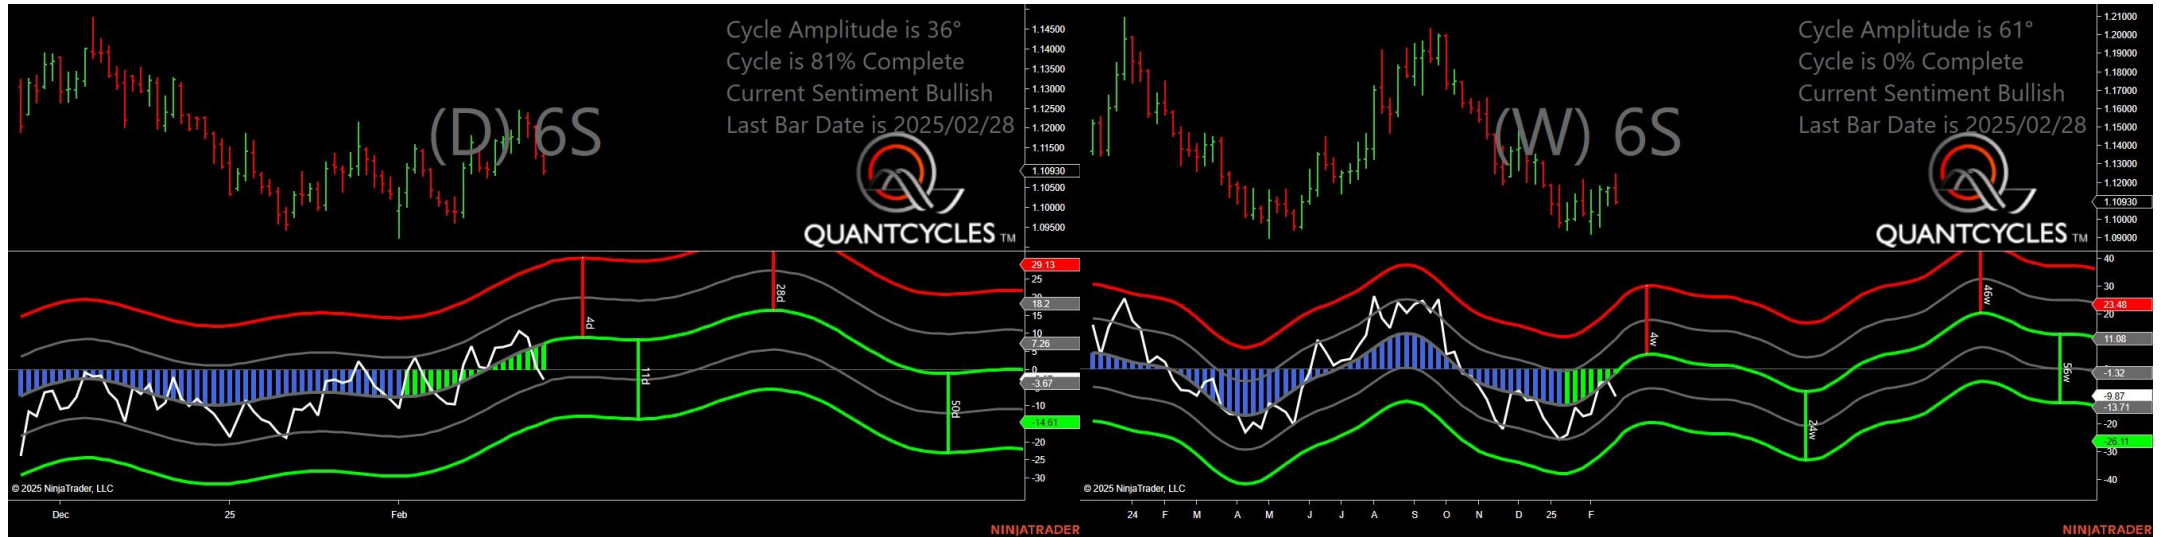 Cycle Amplitude is 36°
Cycle is 81% Complete
Current Sentiment Bullish
Last Bar Date is 2025/02/28
(D) 6S
QUANTCYCLES TM
1.14500
1.14000
1.13500
1.13000
1.12500
1.12000
1.11500
1.10930
1.10500
1.10000
1.09500
29.13
25
18.2
15
10
7.26
5
0
-3.67
-10
-14.61
-20
-25
-30
4d
11d
28d
50d
© 2025 NinjaTrader, LLC
Dec
25
Feb
NINJATRADER
Cycle Amplitude is 61°
Cycle is 0% Complete
Current Sentiment Bullish
Last Bar Date is 2025/02/28
(W) 6S
QUANTCYCLES TM
1.21000
1.20000
1.19000
1.18000
1.17000
1.16000
1.15000
1.14000
1.13000
1.12000
1.10930
1.10000
1.09000
40
30
23.48
20
11.08
-1.32
-9.87
-13.71
-20
-26.11
-30
-40
4w
24w
46w
56w
© 2025 NinjaTrader, LLC
24 F M A M J J A S O N D 25 F
NINJATRADER